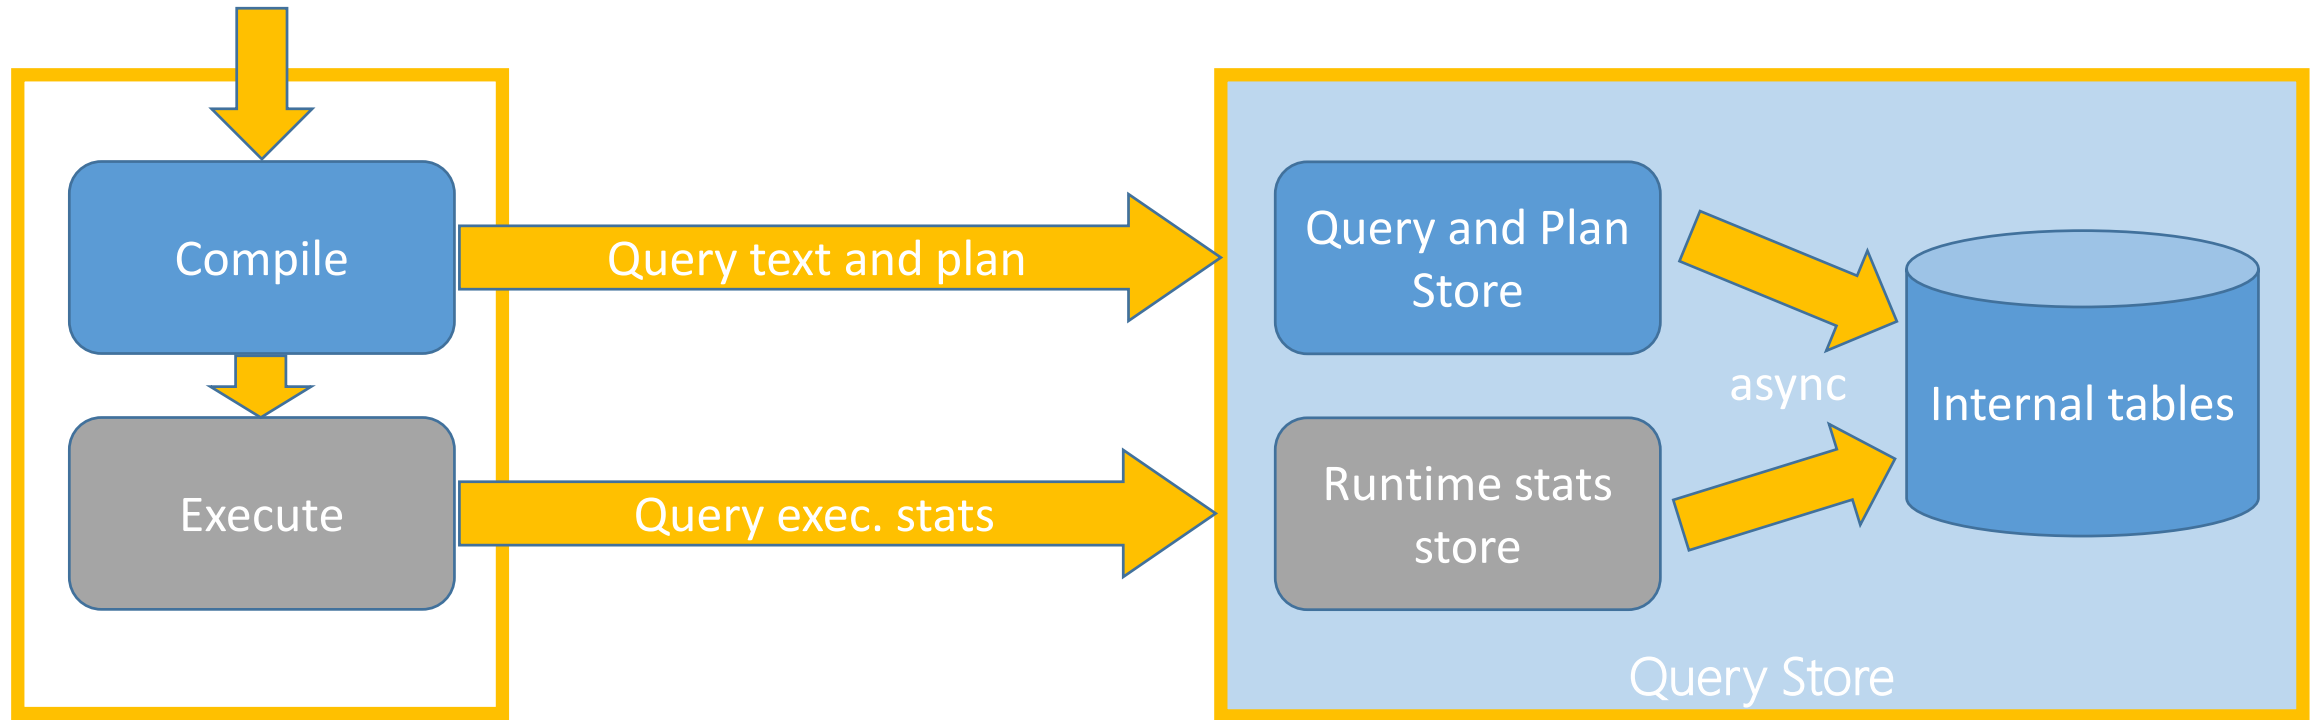 Compile
Query text and plan
Query and Plan
Store
async
Internal tables
Execute
Query exec. stats
Runtime stats
store
Query Store